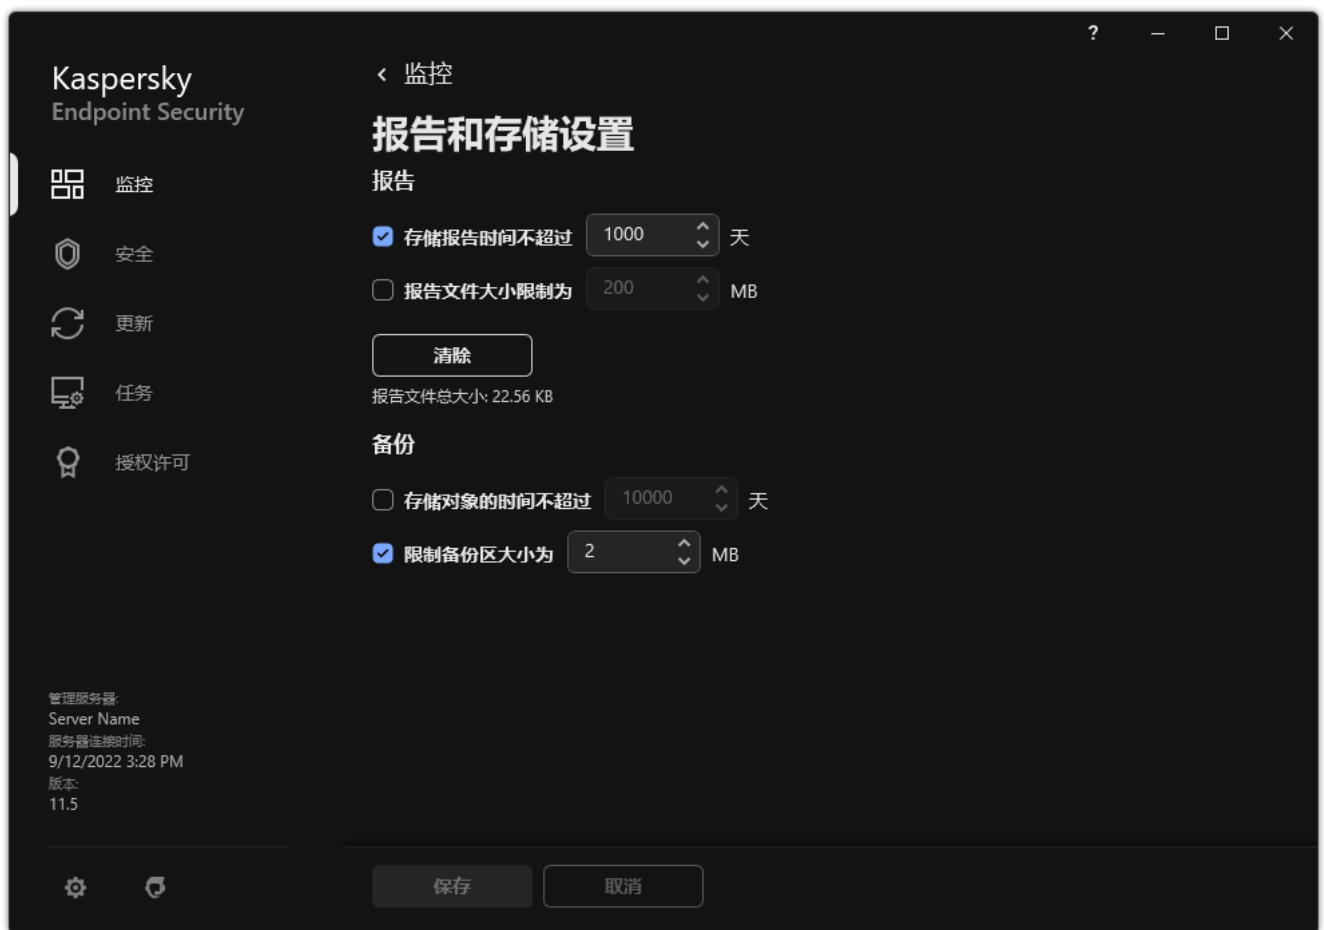 ?
Kaspersky
Endpoint Security
监控
安全
更新
任务
授权许可
管理服务器:
Server Name
服务器连接时间:
9/12/2022 3:28 PM
版本:
11.5
监控
报告和存储设置
报告
存储报告时间不超过 1000 天
报告文件大小限制为 200 MB
清除
报告文件总大小: 22.56 KB
备份
存储对象的时间不超过 10000 天
限制备份区大小为 2 MB
保存 取消